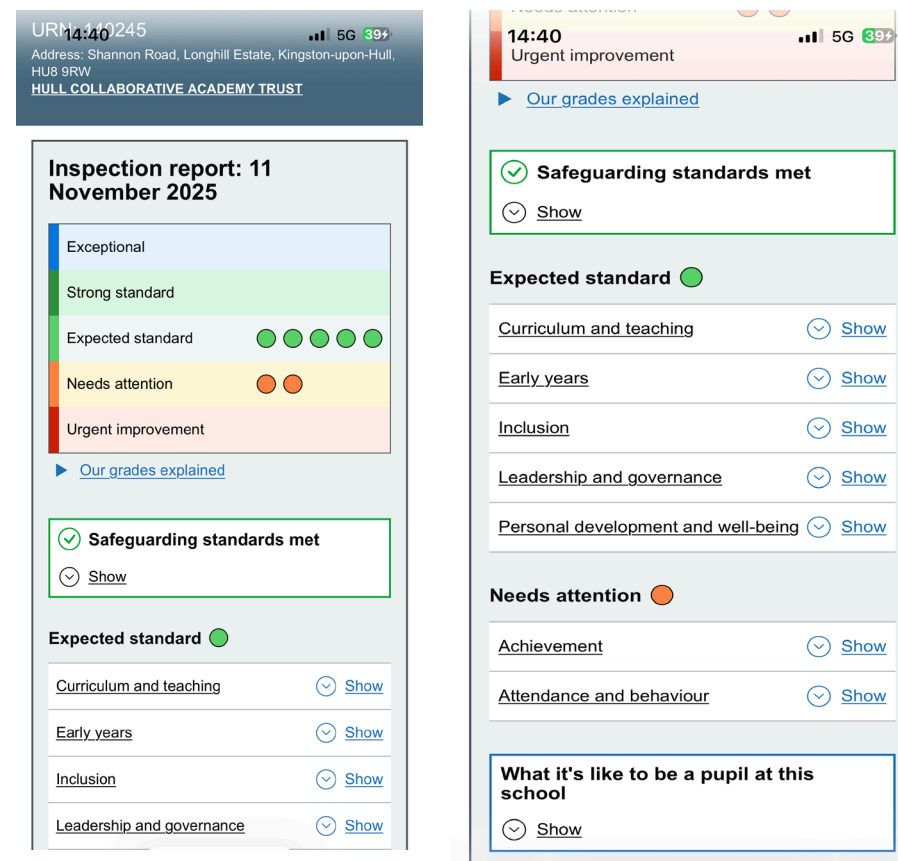 URN: 140245
14:40
5G 39
Address: Shannon Road, Longhill Estate, Kingston-upon-Hull,
HU8 9RW
HULL COLLABORATIVE ACADEMY TRUST
Inspection report: 11
November 2025
Exceptional
Strong standard
Expected standard
Needs attention
Urgent improvement
Our grades explained
Safeguarding standards met
Show
Expected standard
Curriculum and teaching Show
Early years Show
Inclusion Show
Leadership and governance Show
Needs attention
14:40
5G 39
Urgent improvement
Our grades explained
Safeguarding standards met
Show
Expected standard
Curriculum and teaching Show
Early years Show
Inclusion Show
Leadership and governance Show
Personal development and well-being Show
Needs attention
Achievement Show
Attendance and behaviour Show
What it's like to be a pupil at this
school
Show